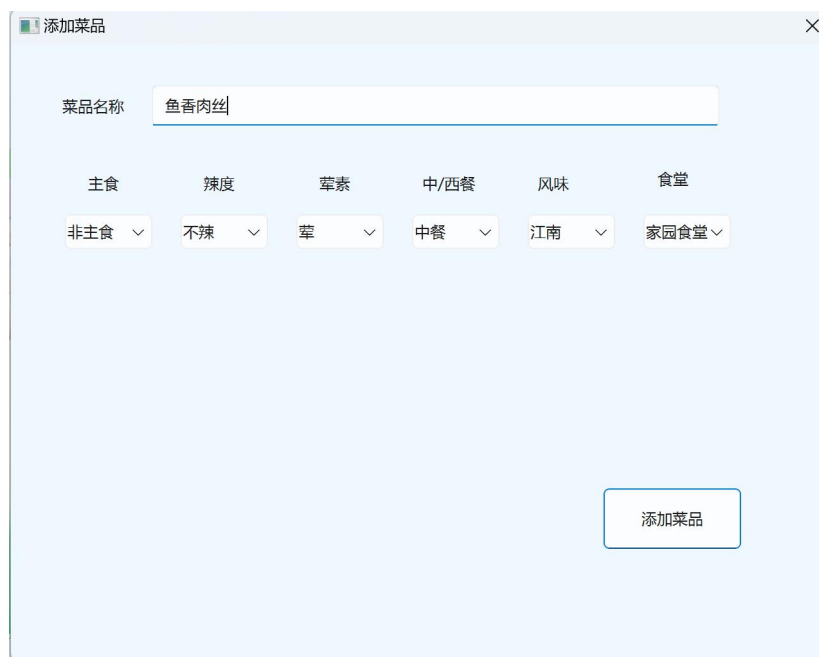 添加菜品
菜品名称 鱼香肉丝
主食 辣度 荤素 中/西餐 风味 食堂
非主食 不辣 荤 中餐 江南 家园食堂
添加菜品